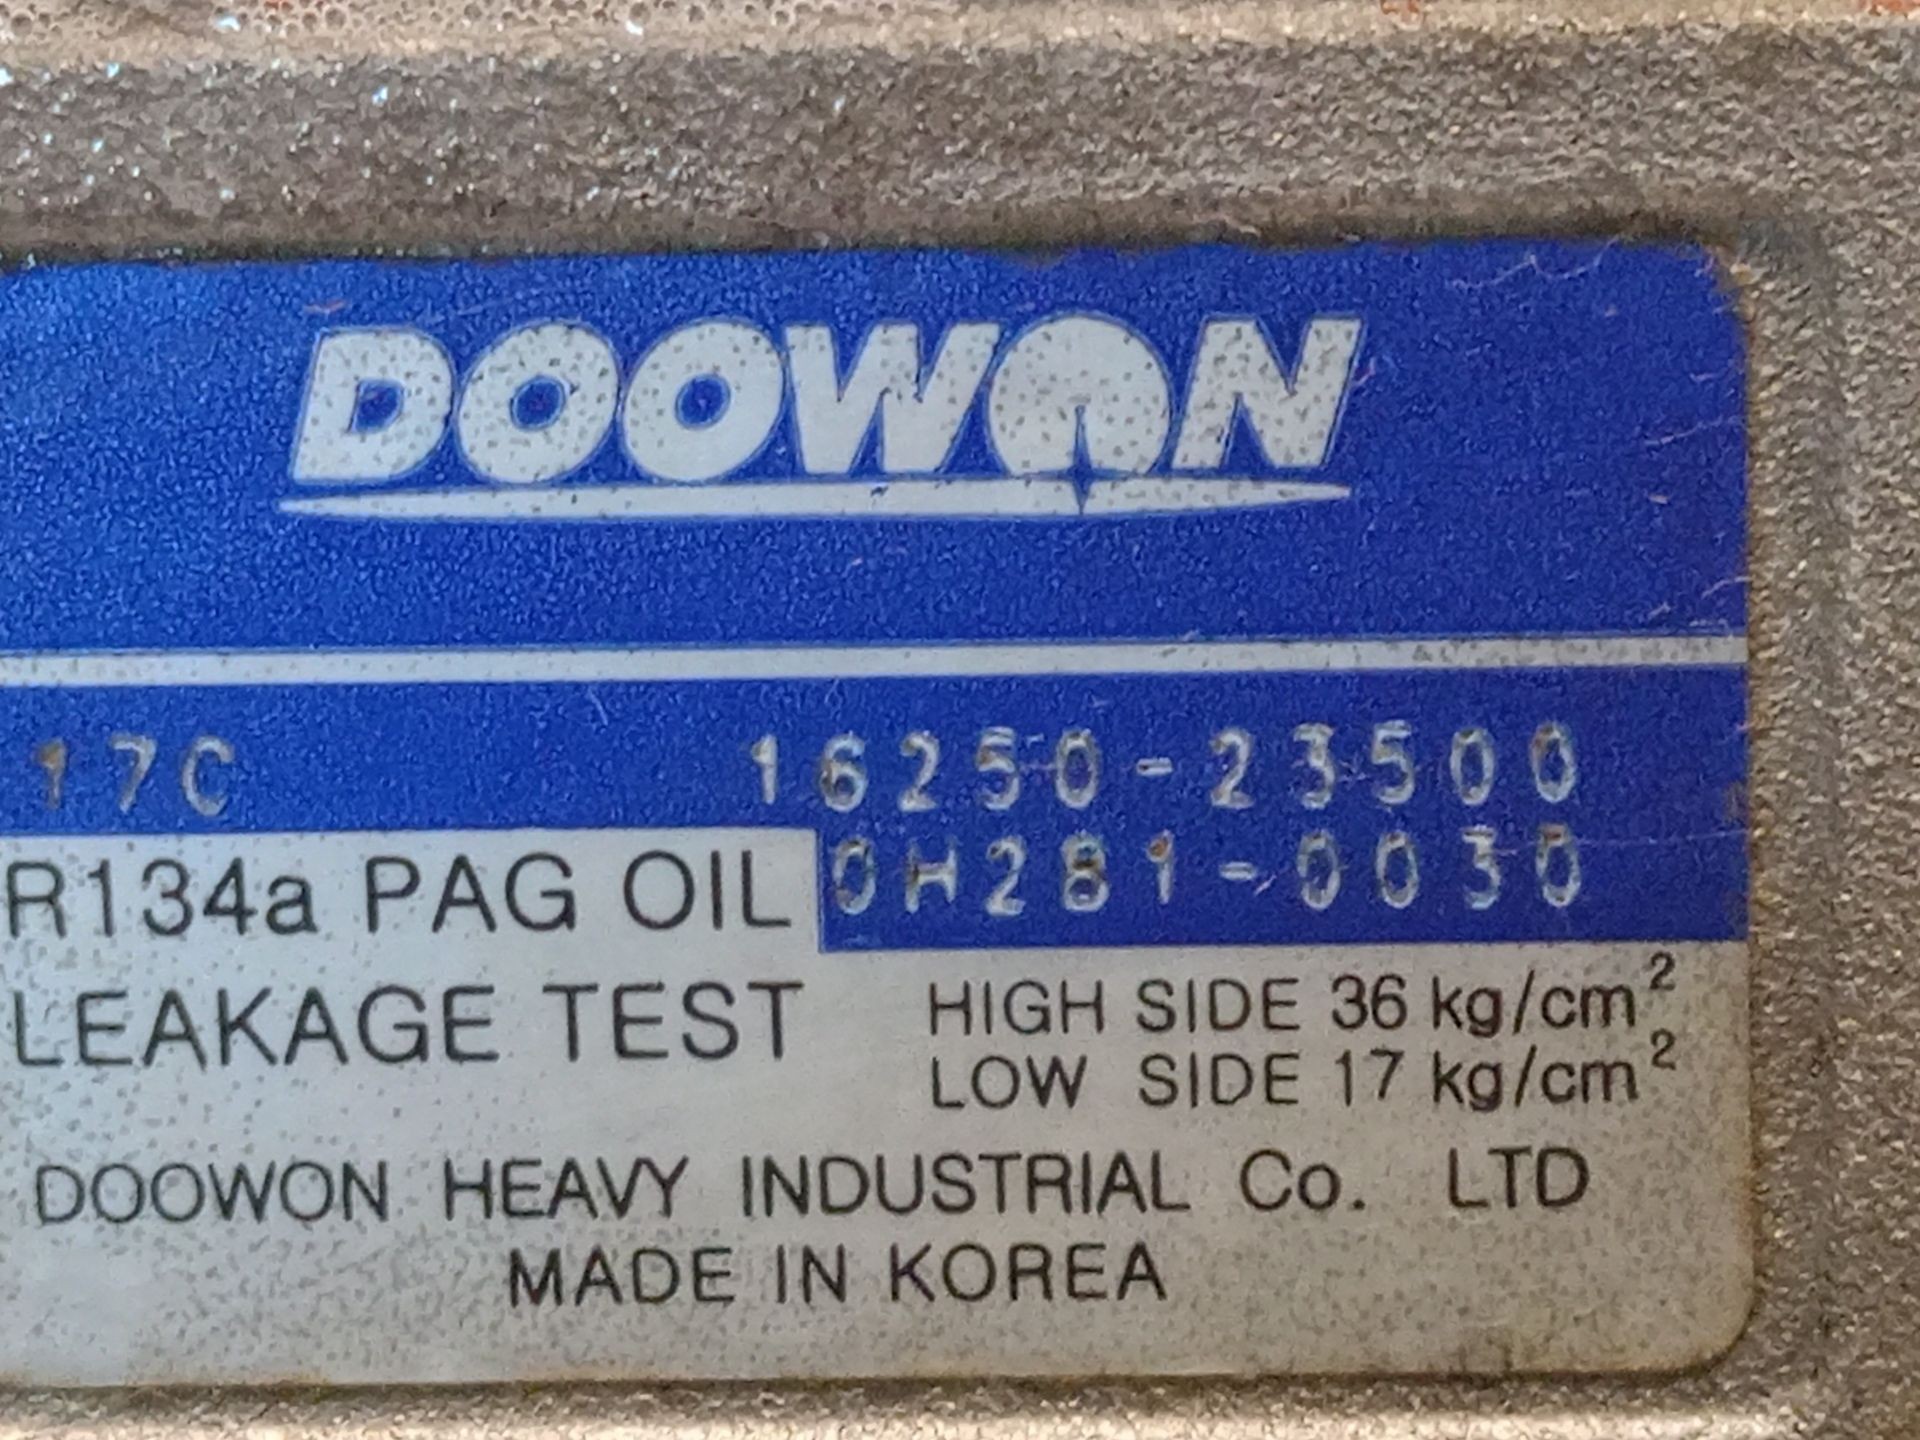 DOOWON
17C 16250-23500
R134a PAG OIL 0H281-0030
LEAKAGE TEST HIGH SIDE 36 kg/cm²
LOW SIDE 17 kg/cm²
DOOWON HEAVY INDUSTRIAL Co. LTD
MADE IN KOREA